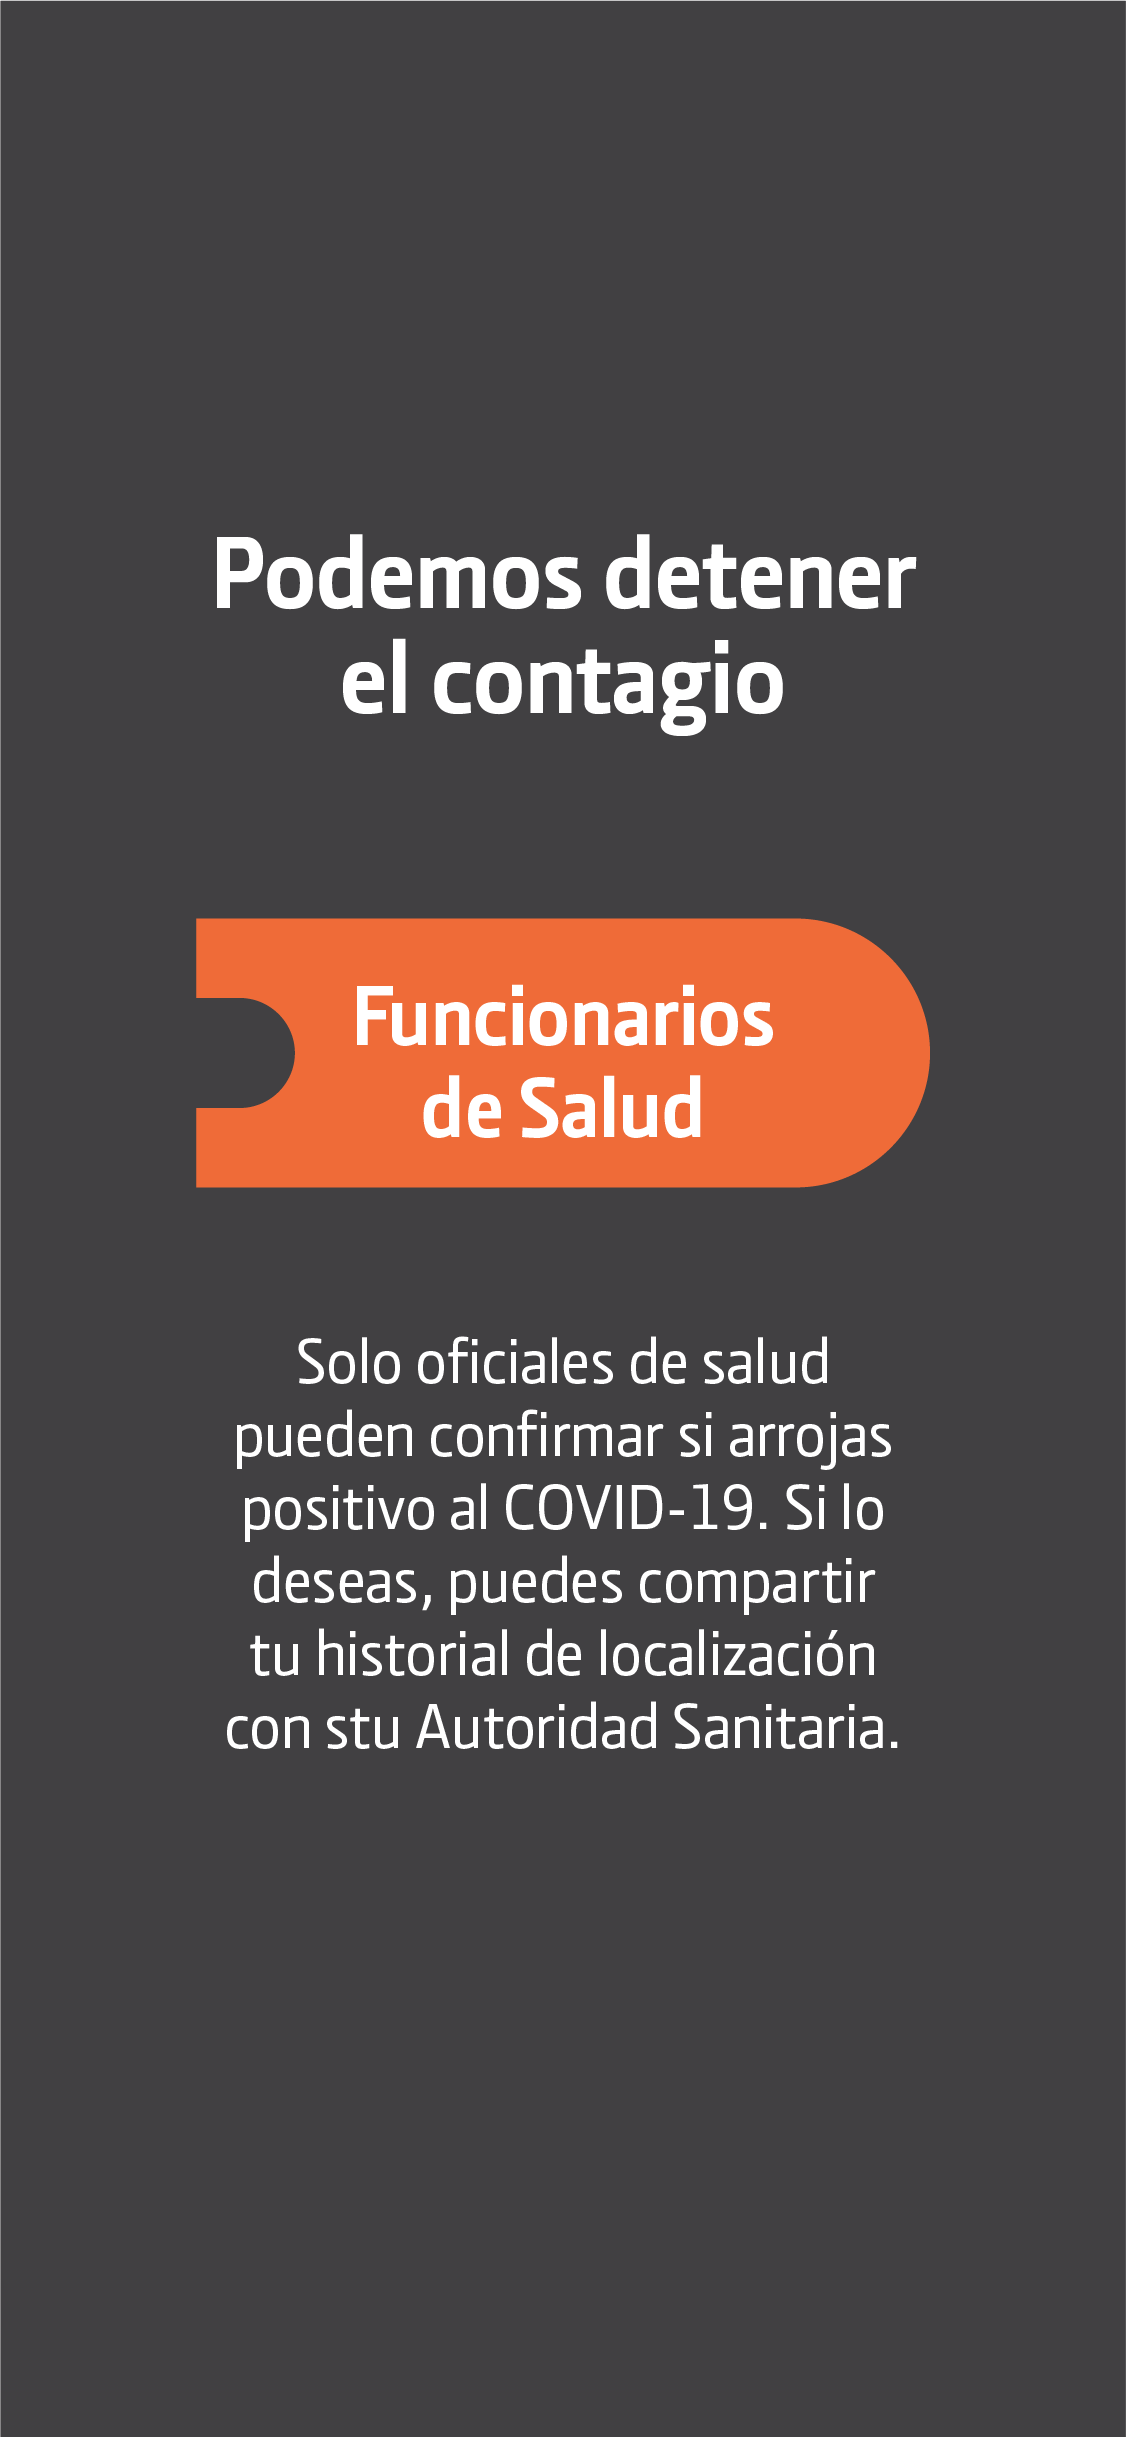 Podemos detener
el contagio
Funcionarios
de Salud
Solo oficiales de salud
pueden confirmar si arrojas
positivo al COVID-19. Si lo
deseas, puedes compartir
tu historial de localización
con stu Autoridad Sanitaria.